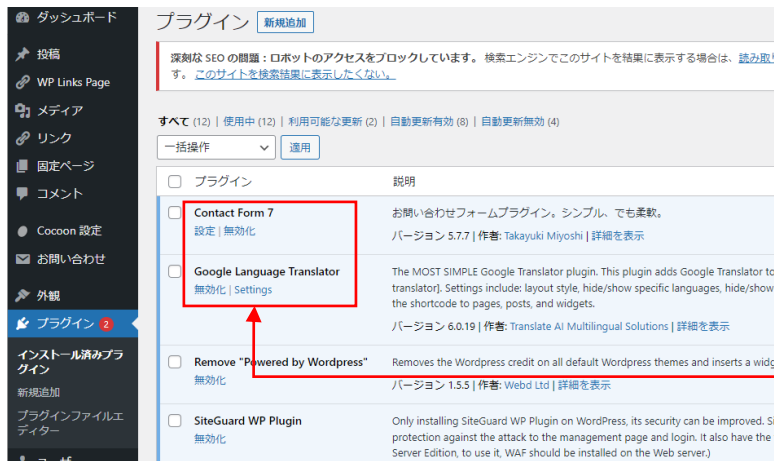 ダッシュボード
投稿
WP Links Page
メディア
リンク
固定ページ
コメント
Cocoon 設定
お問い合わせ
外観
プラグイン 2
インストール済みプラ
グイン
新規追加
プラグインファイルエ
ディター
プラグイン 新規追加
深刻な SEO の問題：ロボットのアクセスをブロックしています。 検索エンジンでこのサイトを結果に表示する場合は、読み取
す。 このサイトを検索結果に表示したくない。
すべて (12) | 使用中 (12) | 利用可能な更新 (2) | 自動更新有効 (8) | 自動更新無効 (4)
一括操作 適用
プラグイン 説明
Contact Form 7 お問い合わせフォームプラグイン。シンプル、でも柔軟。
設定 | 無効化 バージョン 5.7.7 | 作者: Takayuki Miyoshi | 詳細を表示
Google Language Translator The MOST SIMPLE Google Translator plugin. This plugin adds Google Translator to
無効化 | Settings translator]. Settings include: layout style, hide/show specific languages, hide/show
the shortcode to pages, posts, and widgets.
バージョン 6.0.19 | 作者: Translate AI Multilingual Solutions | 詳細を表示
Remove "Powered by Wordpress" Removes the Wordpress credit on all default Wordpress themes and inserts a widg
無効化 バージョン 1.5.5 | 作者: Webd Ltd | 詳細を表示
SiteGuard WP Plugin Only installing SiteGuard WP Plugin on WordPress, its security can be improved. S
無効化 protection against the attack to the management page and login. It also have the
Server Edition, to use it, WAF should be installed on the Web server.)